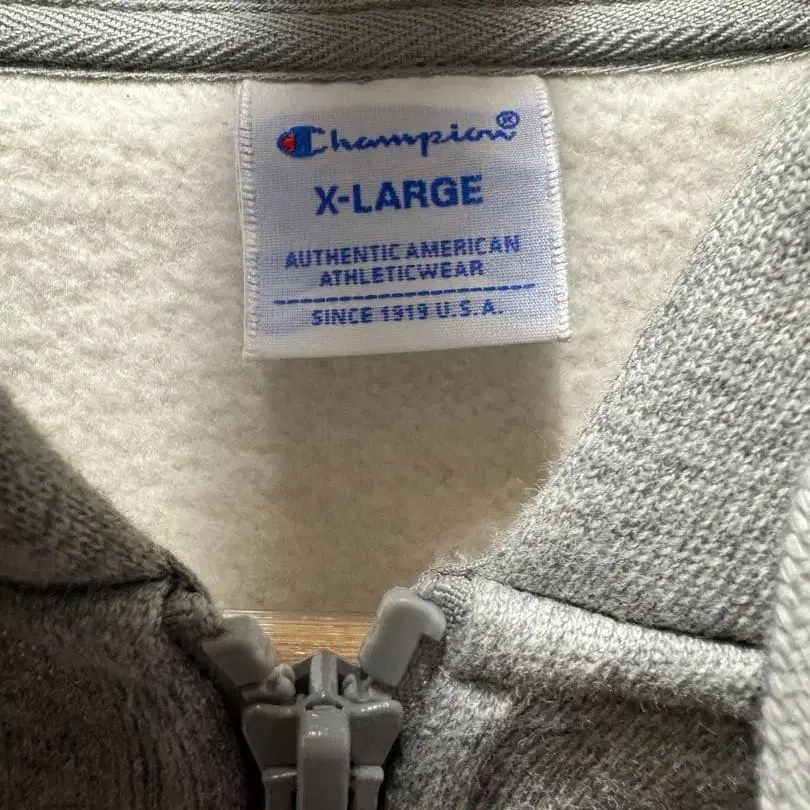 Champion®
X-LARGE
AUTHENTIC AMERICAN
ATHLETICWEAR
SINCE 1919 U.S.A.